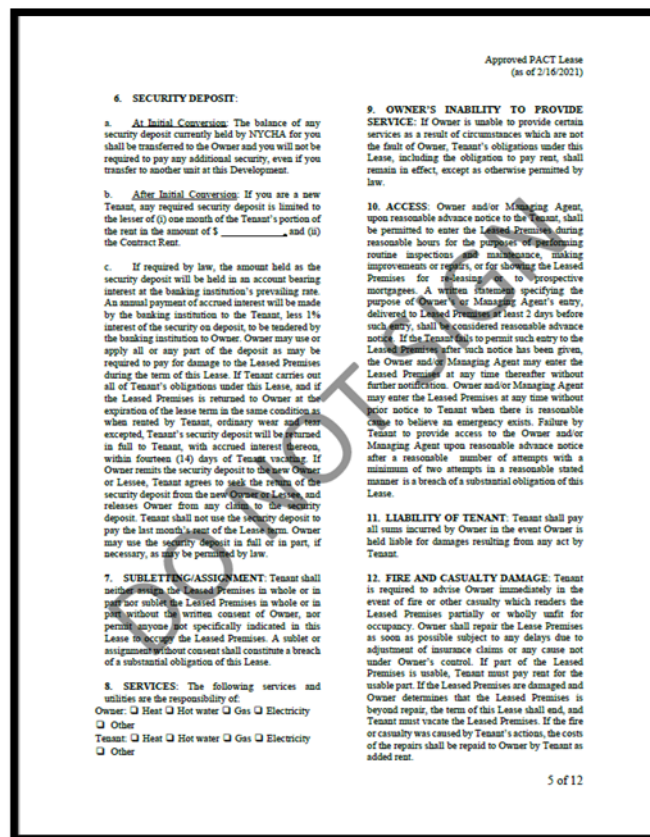 Approved PACT Lease
(as of 2/16/2021)
6. SECURITY DEPOSIT:
a. At Initial Conversion: The balance of any
security deposit currently held by NYCHA for you
shall be transferred to the Owner and you will not be
required to pay any additional security, even if you
transfer to another unit at this Development.
b. After Initial Conversion: If you are a new
Tenant, any required security deposit is limited to
the lesser of (i) one month of the Tenant's portion of
the rent in the amount of $ ____________, and (ii)
the Contract Rent.
c. If required by law, the amount held as the
security deposit will be held in an account bearing
interest at the banking institution's prevailing rate.
An annual payment of accrued interest will be made
by the banking institution to the Tenant, less 1%
interest of the security on deposit, to be tendered by
the banking institution to Owner. Owner may use or
apply all or any part of the deposit as may be
required to pay for damage to the Leased Premises
during the term of this Lease. If Tenant carries out
all of Tenant's obligations under this Lease, and if
the Leased Premises is returned to Owner at the
expiration of the lease term in the same condition as
when rented by Tenant, ordinary wear and tear
excepted, Tenant's security deposit will be returned
in full to Tenant, with accrued interest thereon,
within fourteen (14) days of Tenant vacating. If
Owner remits the security deposit to the new Owner
or Lessee, Tenant agrees to seek the return of the
security deposit from the new Owner or Lessee, and
releases Owner from any claim to the security
deposit. Tenant shall not use the security deposit to
pay the last month's rent of the Lease term. Owner
may use the security deposit in full or in part, if
necessary, as may be permitted by law.
7. SUBLETTING/ASSIGNMENT: Tenant shall
neither assign the Leased Premises in whole or in
part nor sublet the Leased Premises in whole or in
part without the written consent of Owner, nor
permit anyone not specifically indicated in this
Lease to occupy the Leased Premises. A sublet or
assignment without consent shall constitute a breach
of a substantial obligation of this Lease.
8. SERVICES: The following services and
utilities are the responsibility of:
Owner: ❑ Heat ❑ Hot water ❑ Gas ❑ Electricity
❑ Other
Tenant: ❑ Heat ❑ Hot water ❑ Gas ❑ Electricity
❑ Other
9. OWNER'S INABILITY TO PROVIDE
SERVICE: If Owner is unable to provide certain
services as a result of circumstances which are not
the fault of Owner, Tenant's obligations under this
Lease, including the obligation to pay rent, shall
remain in effect, except as otherwise permitted by
law.
10. ACCESS: Owner and/or Managing Agent,
upon reasonable advance notice to the Tenant, shall
be permitted to enter the Leased Premises during
reasonable hours for the purposes of performing
routine inspections and maintenance, making
improvements or repairs, or for showing the Leased
Premises for re-leasing or to prospective
mortgagees. A written statement specifying the
purpose of Owner's or Managing Agent's entry,
delivered to Leased Premises at least 2 days before
such entry, shall be considered reasonable advance
notice. If the Tenant fails to permit such entry to the
Leased Premises after such notice has been given,
the Owner and/or Managing Agent may enter the
Leased Premises at any time thereafter without
further notification. Owner and/or Managing Agent
may enter the Leased Premises at any time without
prior notice to Tenant when there is reasonable
cause to believe an emergency exists. Failure by
Tenant to provide access to the Owner and/or
Managing Agent upon reasonable advance notice
after a reasonable number of attempts with a
minimum of two attempts in a reasonable stated
manner is a breach of a substantial obligation of this
Lease.
11. LIABILITY OF TENANT: Tenant shall pay
all sums incurred by Owner in the event Owner is
held liable for damages resulting from any act by
Tenant.
12. FIRE AND CASUALTY DAMAGE: Tenant
is required to advise Owner immediately in the
event of fire or other casualty which renders the
Leased Premises partially or wholly unfit for
occupancy. Owner shall repair the Lease Premises
as soon as possible subject to any delays due to
adjustment of insurance claims or any cause not
under Owner's control. If part of the Leased
Premises is usable, Tenant must pay rent for the
usable part. If the Leased Premises are damaged and
Owner determines that the Leased Premises is
beyond repair, the term of this Lease shall end, and
Tenant must vacate the Leased Premises. If the fire
or casualty was caused by Tenant's actions, the costs
of the repairs shall be repaid to Owner by Tenant as
added rent.
5 of 12
DO NOT SIGN